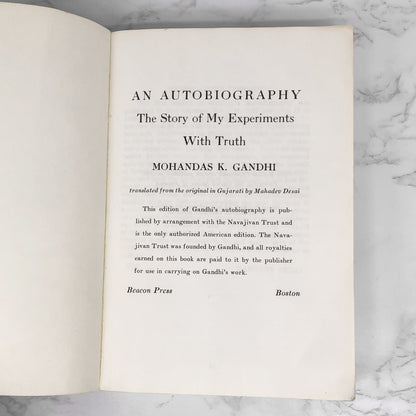 AN AUTOBIOGRAPHY
The Story of My Experiments
With Truth
MOHANDAS K. GANDHI
translated from the original in Gujarati by Mahadev Desai
This edition of Gandhi's autobiography is pub-
lished by arrangement with the Navajivan Trust and
is the only authorized American edition. The Nava-
jivan Trust was founded by Gandhi, and all royalties
earned on this book are paid to it by the publisher
for use in carrying on Gandhi's work.
Beacon Press Boston